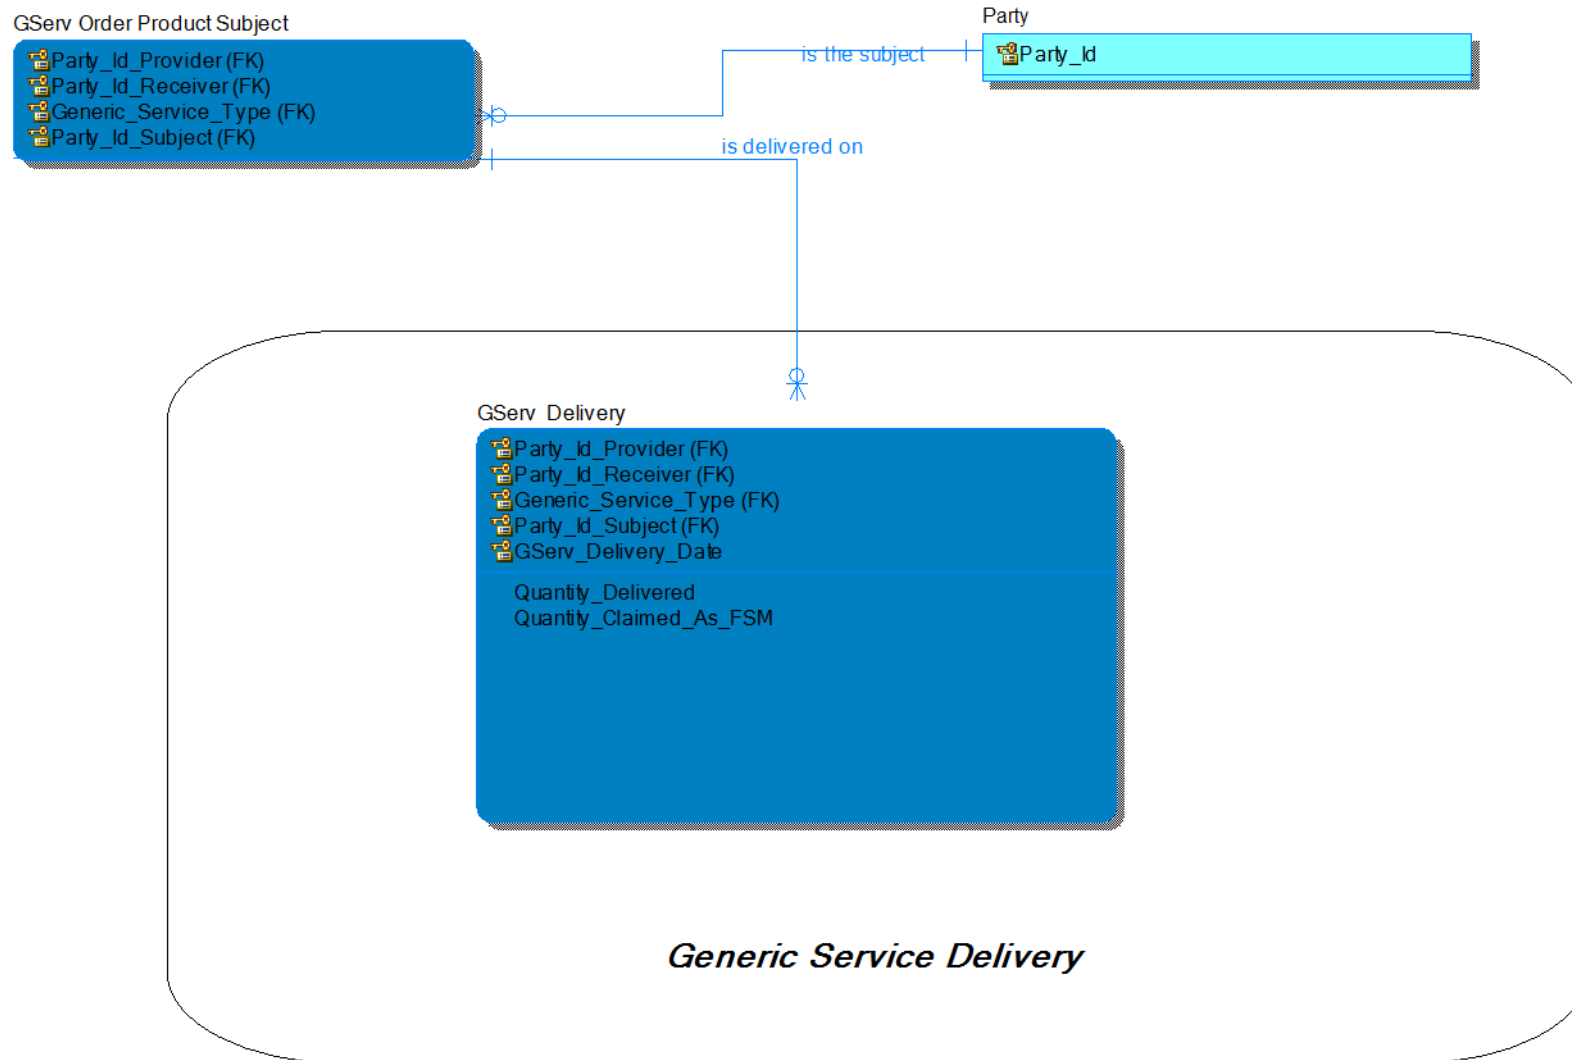 GServ Order Product Subject
Party_Id_Provider (FK)
Party_Id_Receiver (FK)
Generic_Service_Type (FK)
Party_Id_Subject (FK)
Party
Party_Id
is the subject
is delivered on
GServ Delivery
Party_Id_Provider (FK)
Party_Id_Receiver (FK)
Generic_Service_Type (FK)
Party_Id_Subject (FK)
GServ_Delivery_Date
Quantity_Delivered
Quantity_Claimed_As_FSM
Generic Service Delivery